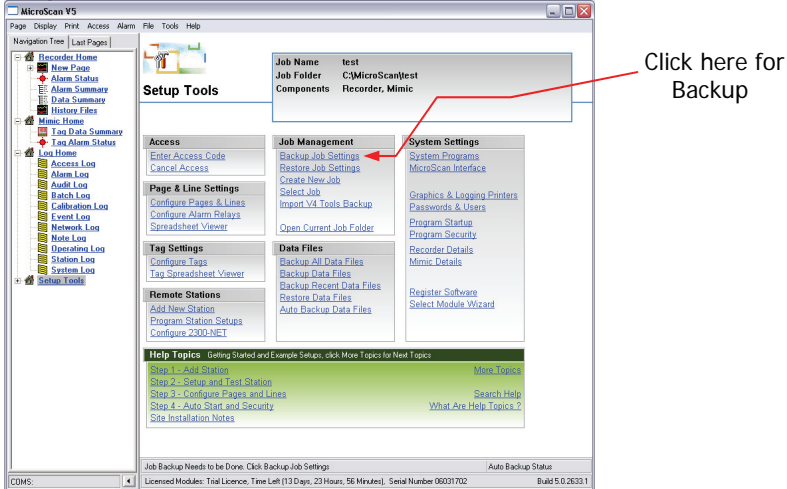 MicroScan V5
Page Display Print Access Alarm File Tools Help
Navigation Tree Last Pages
Recorder Home
New Page
Alarm Status
Alarm Summary
Data Summary
History Files
Mimic Home
Tag Data Summary
Tag Alarm Status
Log Home
Access Log
Alarm Log
Audit Log
Batch Log
Calibration Log
Event Log
Network Log
Note Log
Operating Log
Station Log
System Log
Setup Tools
COMS:
Setup Tools
Job Name test
Job Folder C:\MicroScan\test
Components Recorder, Mimic
Click here for
Backup
Access
Enter Access Code
Cancel Access
Page & Line Settings
Configure Pages & Lines
Configure Alarm Relays
Spreadsheet Viewer
Tag Settings
Configure Tags
Tag Spreadsheet Viewer
Remote Stations
Add New Station
Program Station Setups
Configure 2300-NET
Job Management
Backup Job Settings
Restore Job Settings
Create New Job
Select Job
Import V4 Tools Backup
Open Current Job Folder
Data Files
Backup All Data Files
Backup Data Files
Backup Recent Data Files
Restore Data Files
Auto Backup Data Files
System Settings
System Programs
MicroScan Interface
Graphics & Logging Printers
Passwords & Users
Program Startup
Program Security
Recorder Details
Mimic Details
Register Software
Select Module Wizard
Help Topics Getting Started and Example Setups, click More Topics for Next Topics
Step 1 - Add Station
Step 2 - Setup and Test Station
Step 3 - Configure Pages and Lines
Step 4 - Auto Start and Security
Site Installation Notes
More Topics
Search Help
What Are Help Topics ?
Job Backup Needs to be Done. Click Backup Job Settings Auto Backup Status
Licensed Modules: Trial Licence, Time Left (13 Days, 23 Hours, 56 Minutes), Serial Number 06031702 Build 5.0.2633.1